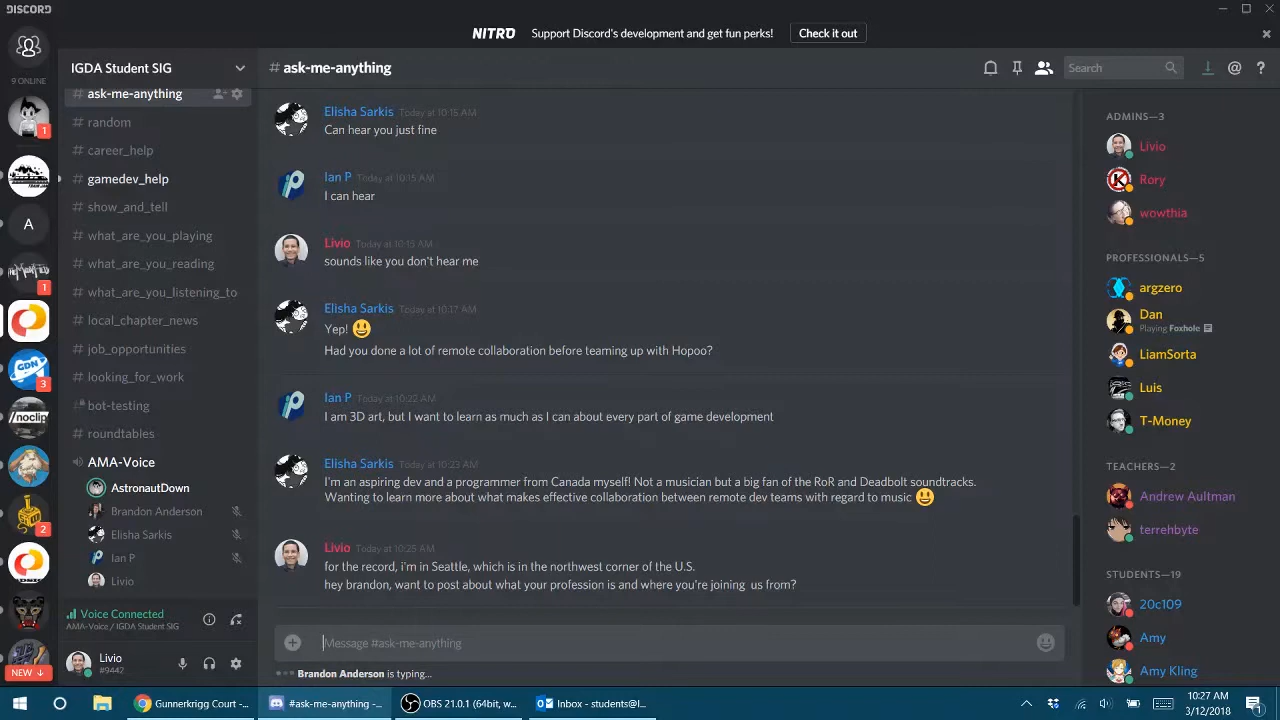 DISCORD
NITRO Support Discord's development and get fun perks! Check it out
9 ONLINE
1
A
1
GDN
3
/noclip
2
NEW ↓
IGDA Student SIG
# ask-me-anything
# random
# career_help
# gamedev_help
# show_and_tell
# what_are_you_playing
# what_are_you_reading
# what_are_you_listening_to
# local_chapter_news
# job_opportunities
# looking_for_work
bot-testing
# roundtables
AMA-Voice
AstronautDown
Brandon Anderson
Elisha Sarkis
Ian P
Livio
Voice Connected
AMA-Voice / IGDA Student SIG
Livio
#9442
# ask-me-anything
Search
Elisha Sarkis Today at 10:15 AM
Can hear you just fine
Ian P Today at 10:15 AM
I can hear
Livio Today at 10:15 AM
sounds like you don't hear me
Elisha Sarkis Today at 10:17 AM
Yep! 😃
Had you done a lot of remote collaboration before teaming up with Hopoo?
Ian P Today at 10:22 AM
I am 3D art, but I want to learn as much as I can about every part of game development
Elisha Sarkis Today at 10:23 AM
I'm an aspiring dev and a programmer from Canada myself! Not a musician but a big fan of the RoR and Deadbolt soundtracks.
Wanting to learn more about what makes effective collaboration between remote dev teams with regard to music 😃
Livio Today at 10:25 AM
for the record, i'm in Seattle, which is in the northwest corner of the U.S.
hey brandon, want to post about what your profession is and where you're joining us from?
Message #ask-me-anything
Brandon Anderson is typing...
ADMINS—3
Livio
Rory
wowthia
PROFESSIONALS—5
argzero
Dan
Playing Foxhole
LiamSorta
Luis
T-Money
TEACHERS—2
Andrew Aultman
terrehbyte
STUDENTS—19
20c109
Amy
Amy Kling
Gunnerkrigg Court -...
#ask-me-anything -...
OBS 21.0.1 (64bit, w...
Inbox - students@I...
10:27 AM
3/12/2018
1